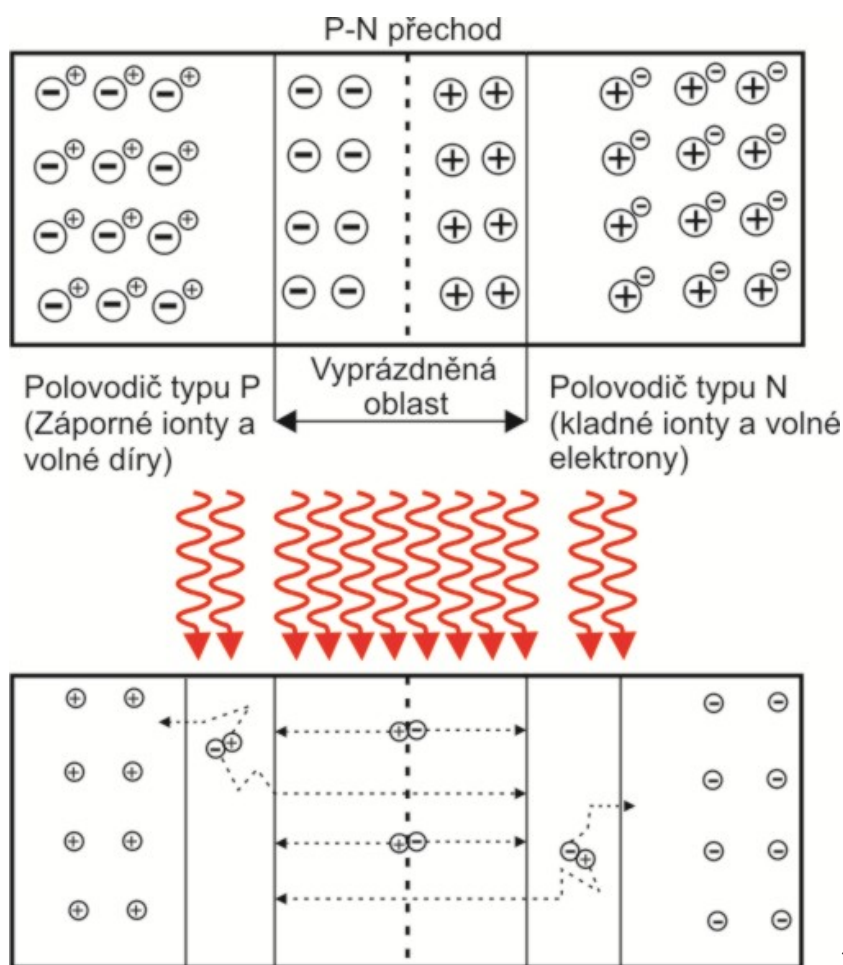 P-N přechod
Polovodič typu P
(Záporné ionty a
volné díry)
Vyprázdněná
oblast
Polovodič typu N
(kladné ionty a volné
elektrony)